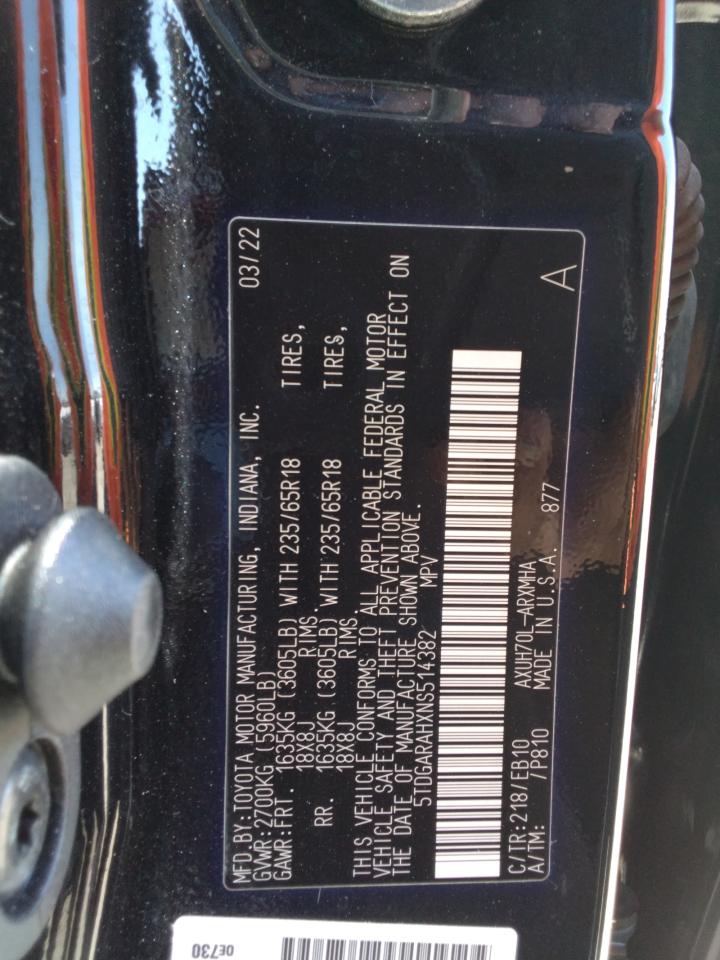 MFD.BY:TOYOTA MOTOR MANUFACTURING, INDIANA, INC. 03/22
GVWR:2700KG (5960LB)
GAWR:FRT. 1635KG (3605LB) WITH 235/65R18 TIRES,
18X8J RIMS.
RR. 1635KG (3605LB) WITH 235/65R18 TIRES,
18X8J RIMS.
THIS VEHICLE CONFORMS TO ALL APPLICABLE FEDERAL MOTOR
VEHICLE SAFETY AND THEFT PREVENTION STANDARDS IN EFFECT ON
THE DATE OF MANUFACTURE SHOWN ABOVE.
5TDGARAHXNS514382 MPV
C/TR:218/EB10 AXUH70L-ARXMHA
A/TM: /P810 MADE IN U.S.A. 877 A
0E730